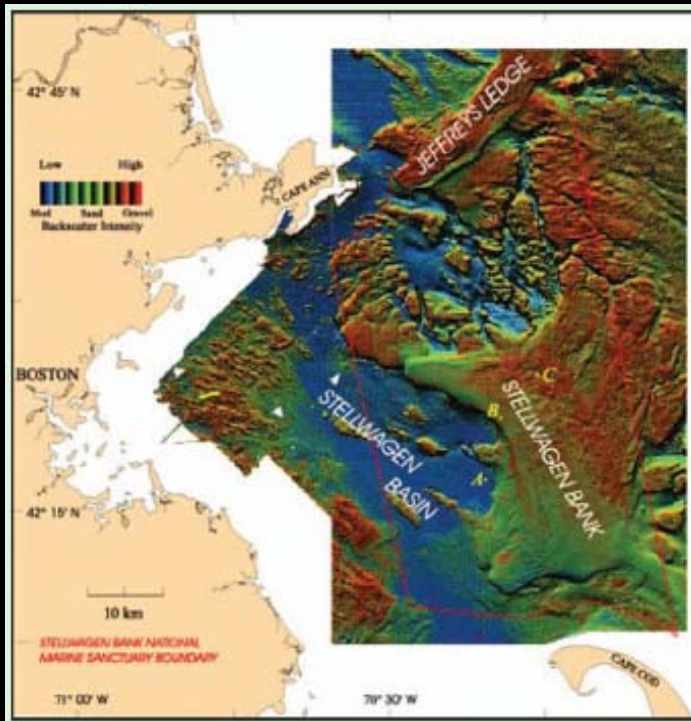 42° 45' N
JEFFREYS LEDGE
Low High
CAPE ANN
Mud Sand Gravel
Backscatter Intensity
BOSTON
C
B
STELLWAGEN BANK
STELLWAGEN
BASIN
A
42° 15' N
10 km
STELLWAGEN BANK NATIONAL
MARINE SANCTUARY BOUNDARY
CAPE COD
71° 00' W
70° 30' W